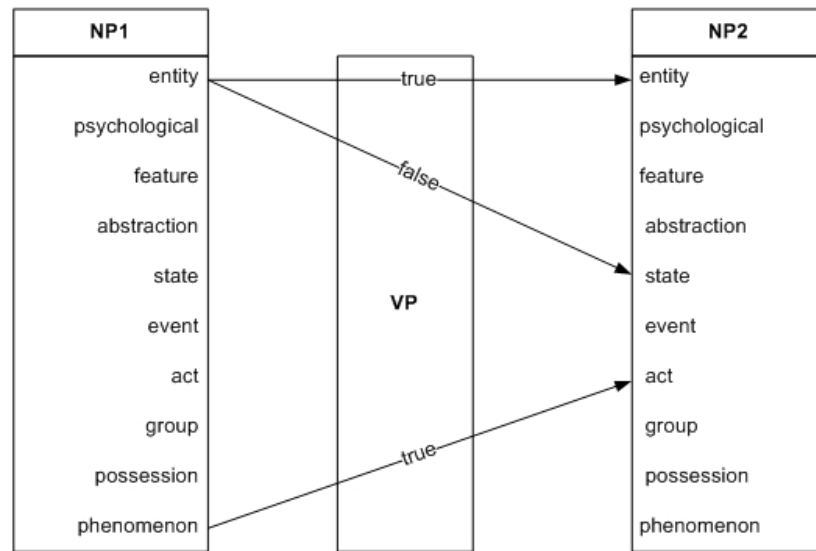 NP1
NP2
entity
true
entity
psychological
psychological
false
feature
feature
abstraction
abstraction
state
state
VP
event
event
act
act
group
group
true
possession
possession
phenomenon
phenomenon